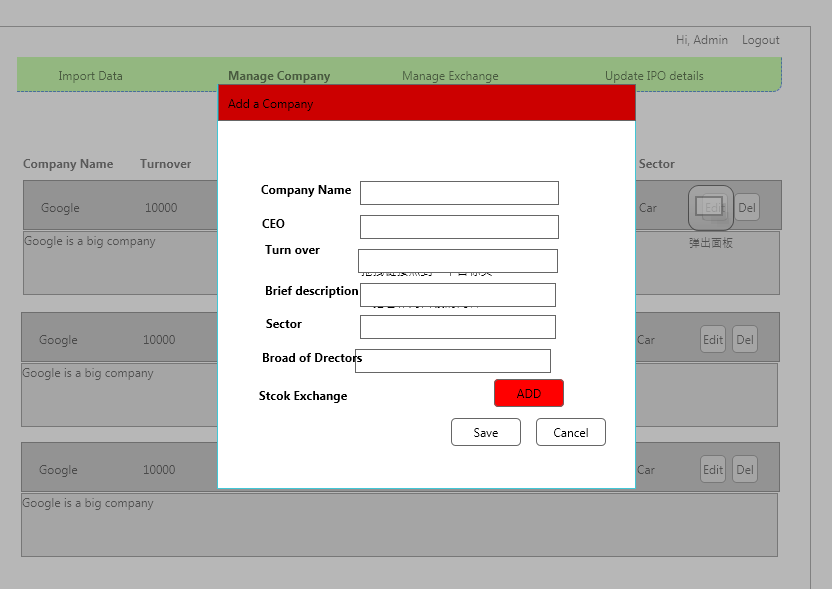 Hi, Admin Logout
Import Data Manage Company Manage Exchange Update IPO details
Add a Company
Company Name Turnover Sector
Google 10000 Car Edit Del
弹出面板
Google is a big company
Company Name
CEO
Turn over
Brief description
Sector
Broad of Drectors
Stcok Exchange ADD
Save Cancel
Google 10000 Car Edit Del
Google is a big company
Google 10000 Car Edit Del
Google is a big company